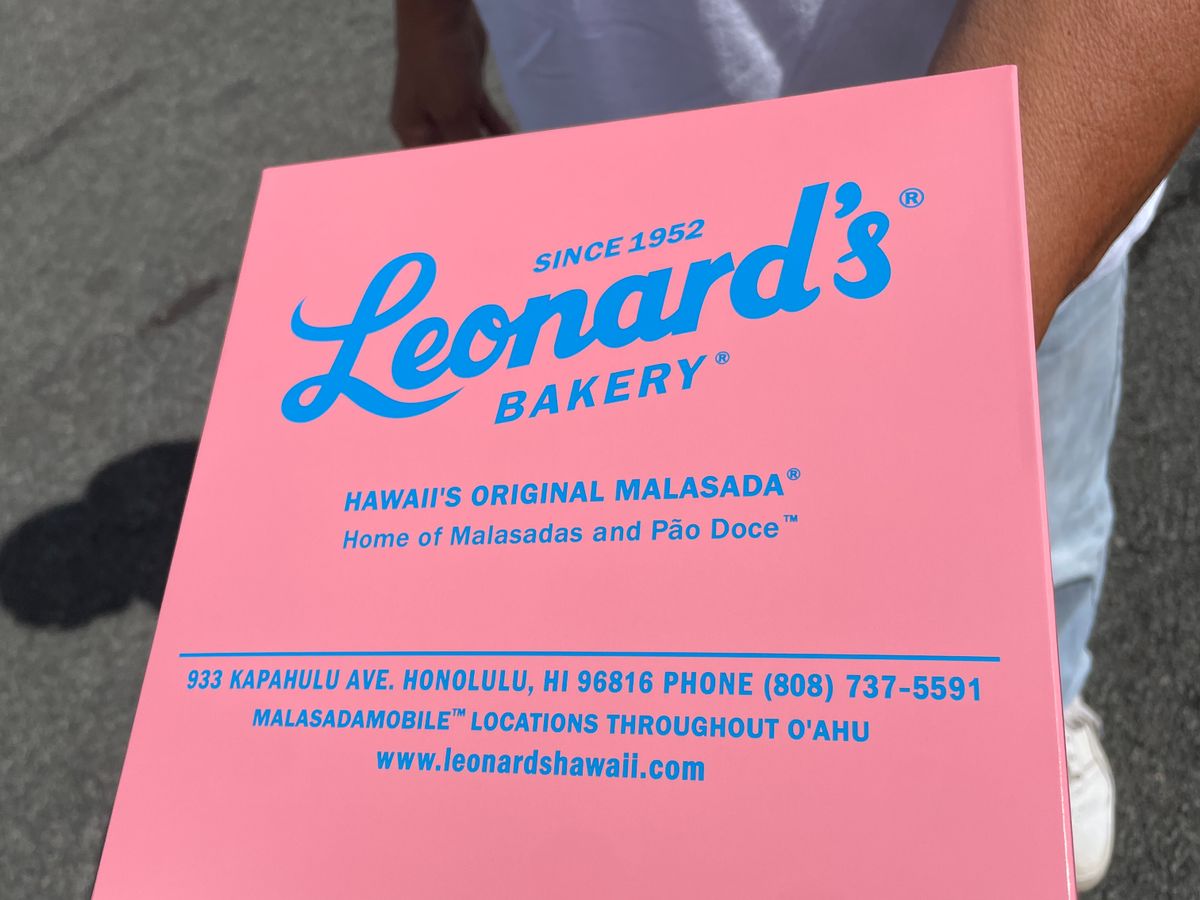 SINCE 1952
Leonard's®
BAKERY®
HAWAII'S ORIGINAL MALASADA®
Home of Malasadas and Pão Doce™
933 KAPAHULU AVE. HONOLULU, HI 96816 PHONE (808) 737-5591
MALASADAMOBILE™ LOCATIONS THROUGHOUT O'AHU
www.leonardshawaii.com